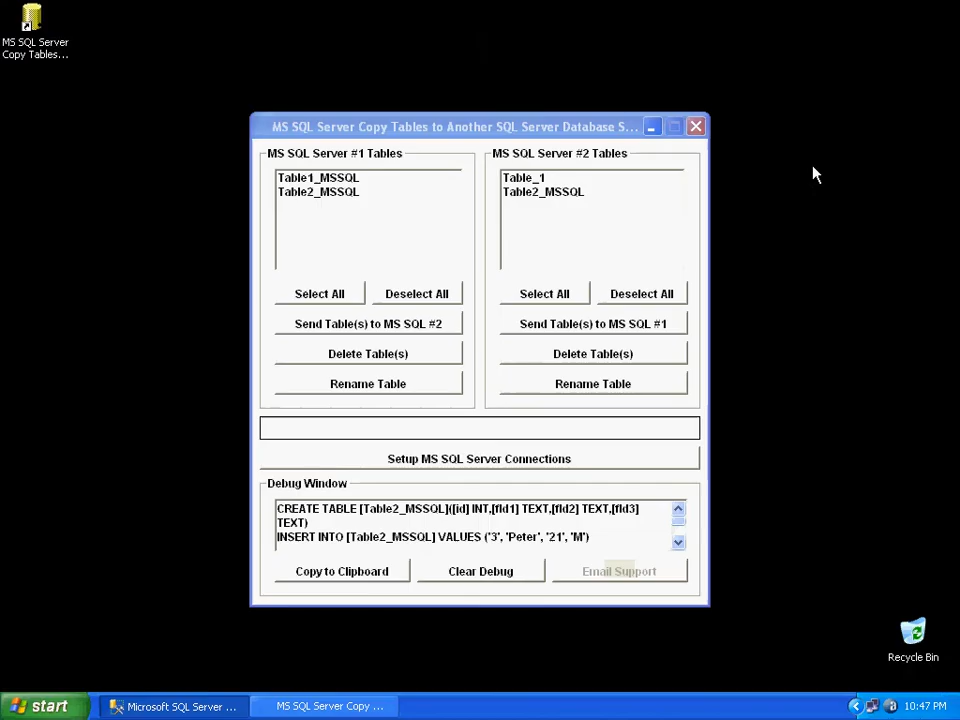 MS SQL Server
Copy Tables...
MS SQL Server Copy Tables to Another SQL Server Database S...
MS SQL Server #1 Tables
Table1_MSSQL
Table2_MSSQL
Select All
Deselect All
Send Table(s) to MS SQL #2
Delete Table(s)
Rename Table
MS SQL Server #2 Tables
Table_1
Table2_MSSQL
Select All
Deselect All
Send Table(s) to MS SQL #1
Delete Table(s)
Rename Table
Setup MS SQL Server Connections
Debug Window
CREATE TABLE [Table2_MSSQL]([id] INT,[fld1] TEXT,[fld2] TEXT,[fld3]
TEXT)
INSERT INTO [Table2_MSSQL] VALUES ('3', 'Peter', '21', 'M')
Copy to Clipboard
Clear Debug
Email Support
Recycle Bin
start
Microsoft SQL Server ...
MS SQL Server Copy ...
10:47 PM